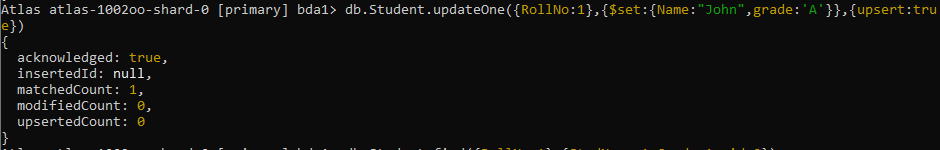 Atlas atlas-1002oo-shard-0 [primary] bda1> db.Student.updateOne({RollNo:1},{$set:{Name:"John",grade:'A'}},{upsert:tru
e})
{
  acknowledged: true,
  insertedId: null,
  matchedCount: 1,
  modifiedCount: 0,
  upsertedCount: 0
}